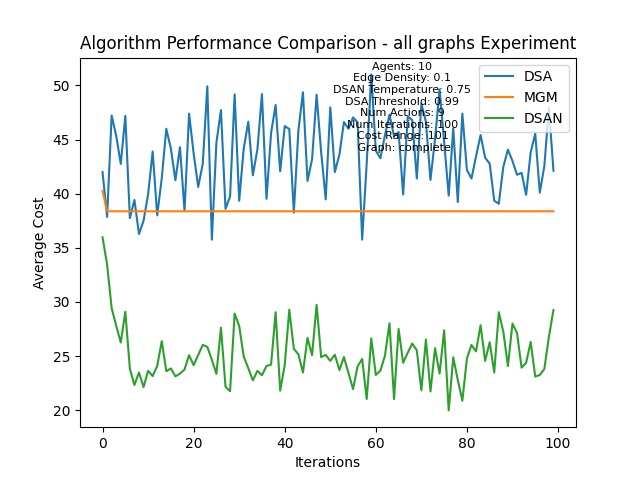 Algorithm Performance Comparison - all graphs Experiment
Agents: 10
Edge Density: 0.1
DSAN Temperature: 0.75
DSA Threshold: 0.99
Num Actions: 9
Num Iterations: 100
Cost Range: 101
Graph: complete
DSA
MGM
DSAN
Average Cost
50
45
40
35
30
25
20
0
20
40
60
80
100
Iterations